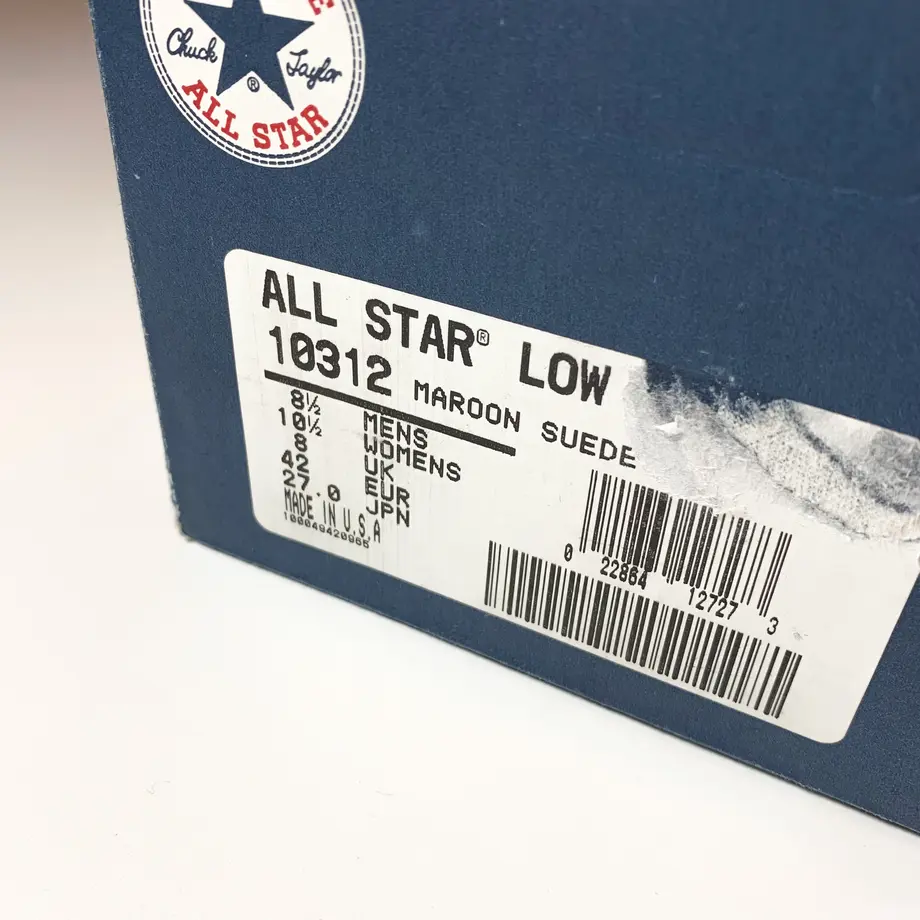 Chuck Taylor
®
ALL STAR
ALL STAR® LOW
10312 MAROON SUEDE
8½ MENS
10½ WOMENS
8 UK
42 EUR
27.0 JPN
MADE IN U.S.A
100049420965
0 22864 12727 3